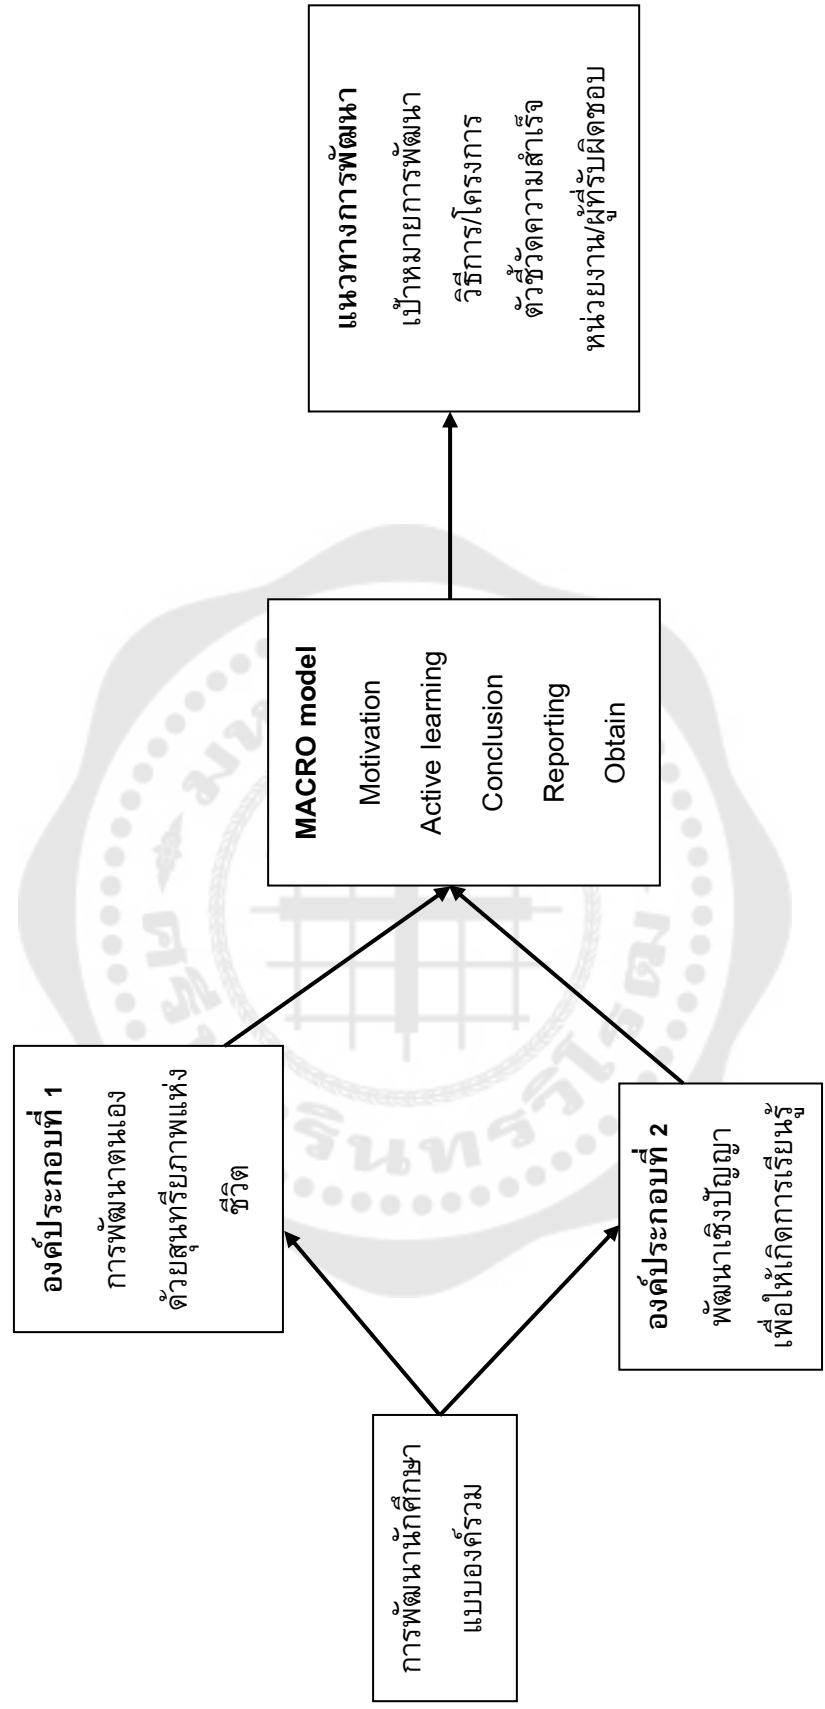 การพัฒนานักศึกษา
แบบองค์รวม
องค์ประกอบที่ 1
การพัฒนาตนเอง
ด้วยสุนทรียภาพแห่ง
ชีวิต
องค์ประกอบที่ 2
พัฒนาเชิงปัญญา
เพื่อให้เกิดการเรียนรู้
MACRO model
Motivation
Active learning
Conclusion
Reporting
Obtain
แนวทางการพัฒนา
เป้าหมายการพัฒนา
วิธีการ/โครงการ
ตัวชี้วัดความสำเร็จ
หน่วยงาน/ผู้ที่รับผิดชอบ